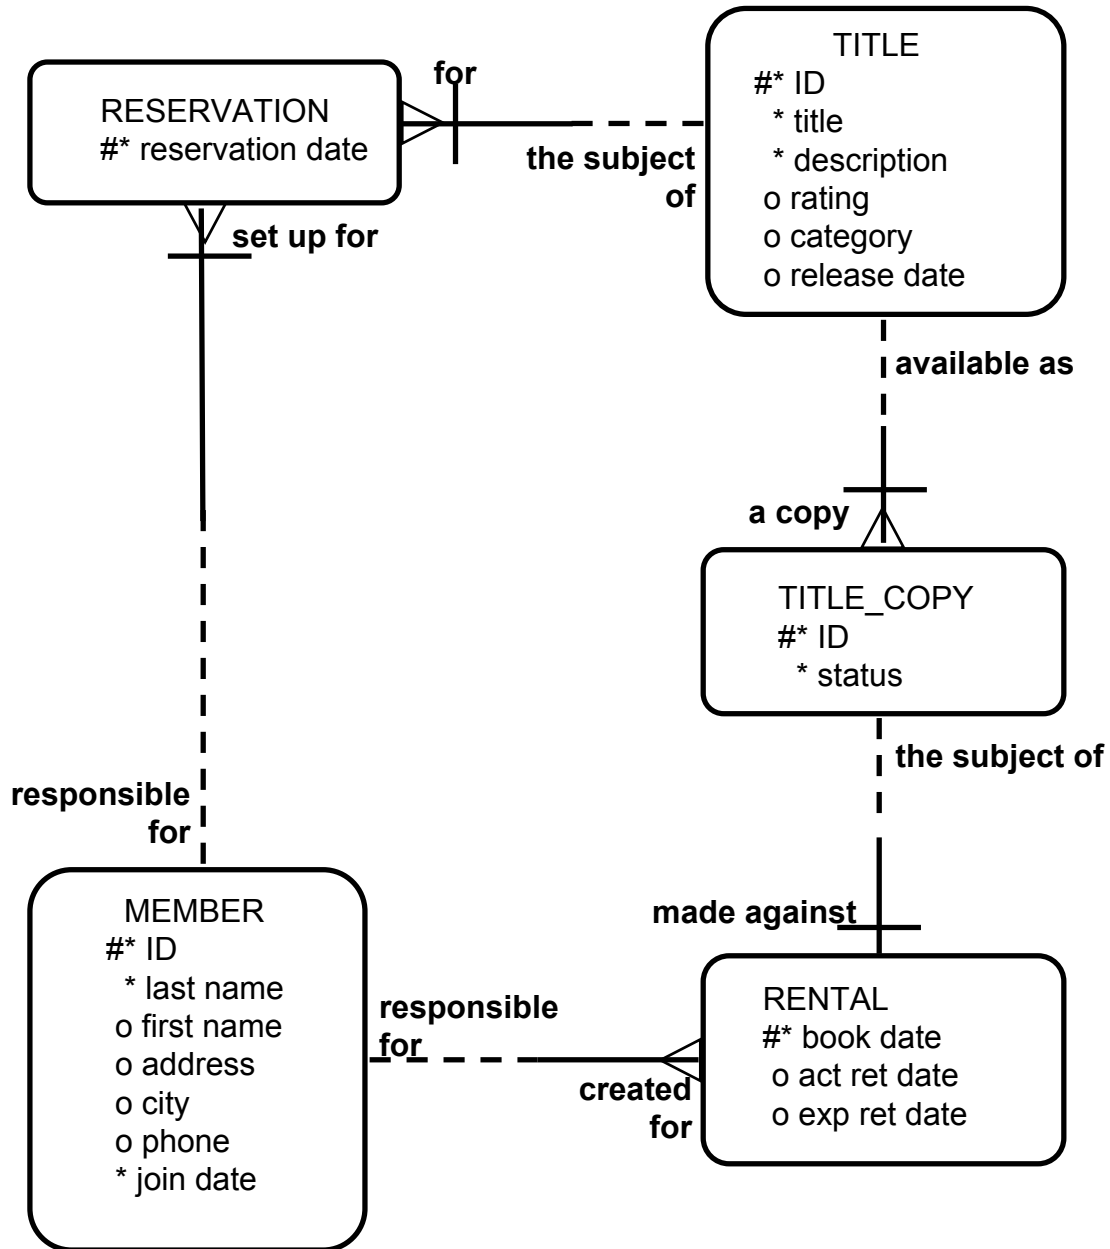 TITLE
#* ID
* title
* description
o rating
o category
o release date
for
RESERVATION
#* reservation date
the subject
of
set up for
available as
a copy
TITLE_COPY
#* ID
* status
the subject of
responsible
for
MEMBER
#* ID
* last name
o first name
o address
o city
o phone
* join date
made against
responsible
for
created
for
RENTAL
#* book date
o act ret date
o exp ret date